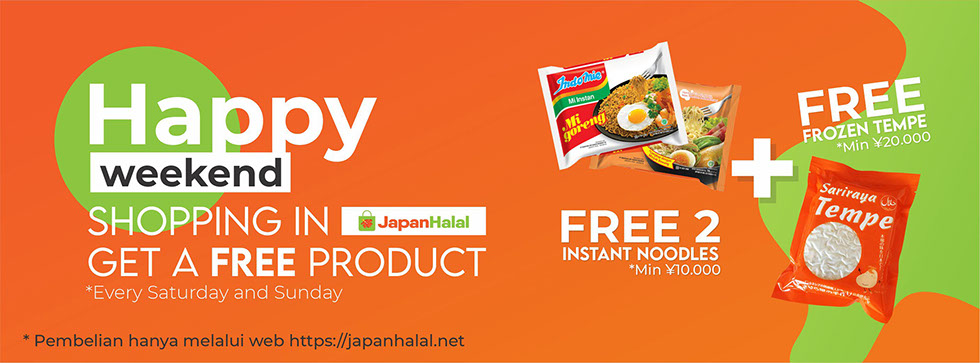 Happy
weekend
SHOPPING IN JapanHalal
GET A FREE PRODUCT
*Every Saturday and Sunday
* Pembelian hanya melalui web https://japanhalal.net
Indomie
Mi Instan
Mi
goreng
FREE 2
INSTANT NOODLES
*Min ¥10.000
+
FREE
FROZEN TEMPE
*Min ¥20.000
Sariraya
حلال
Tempe